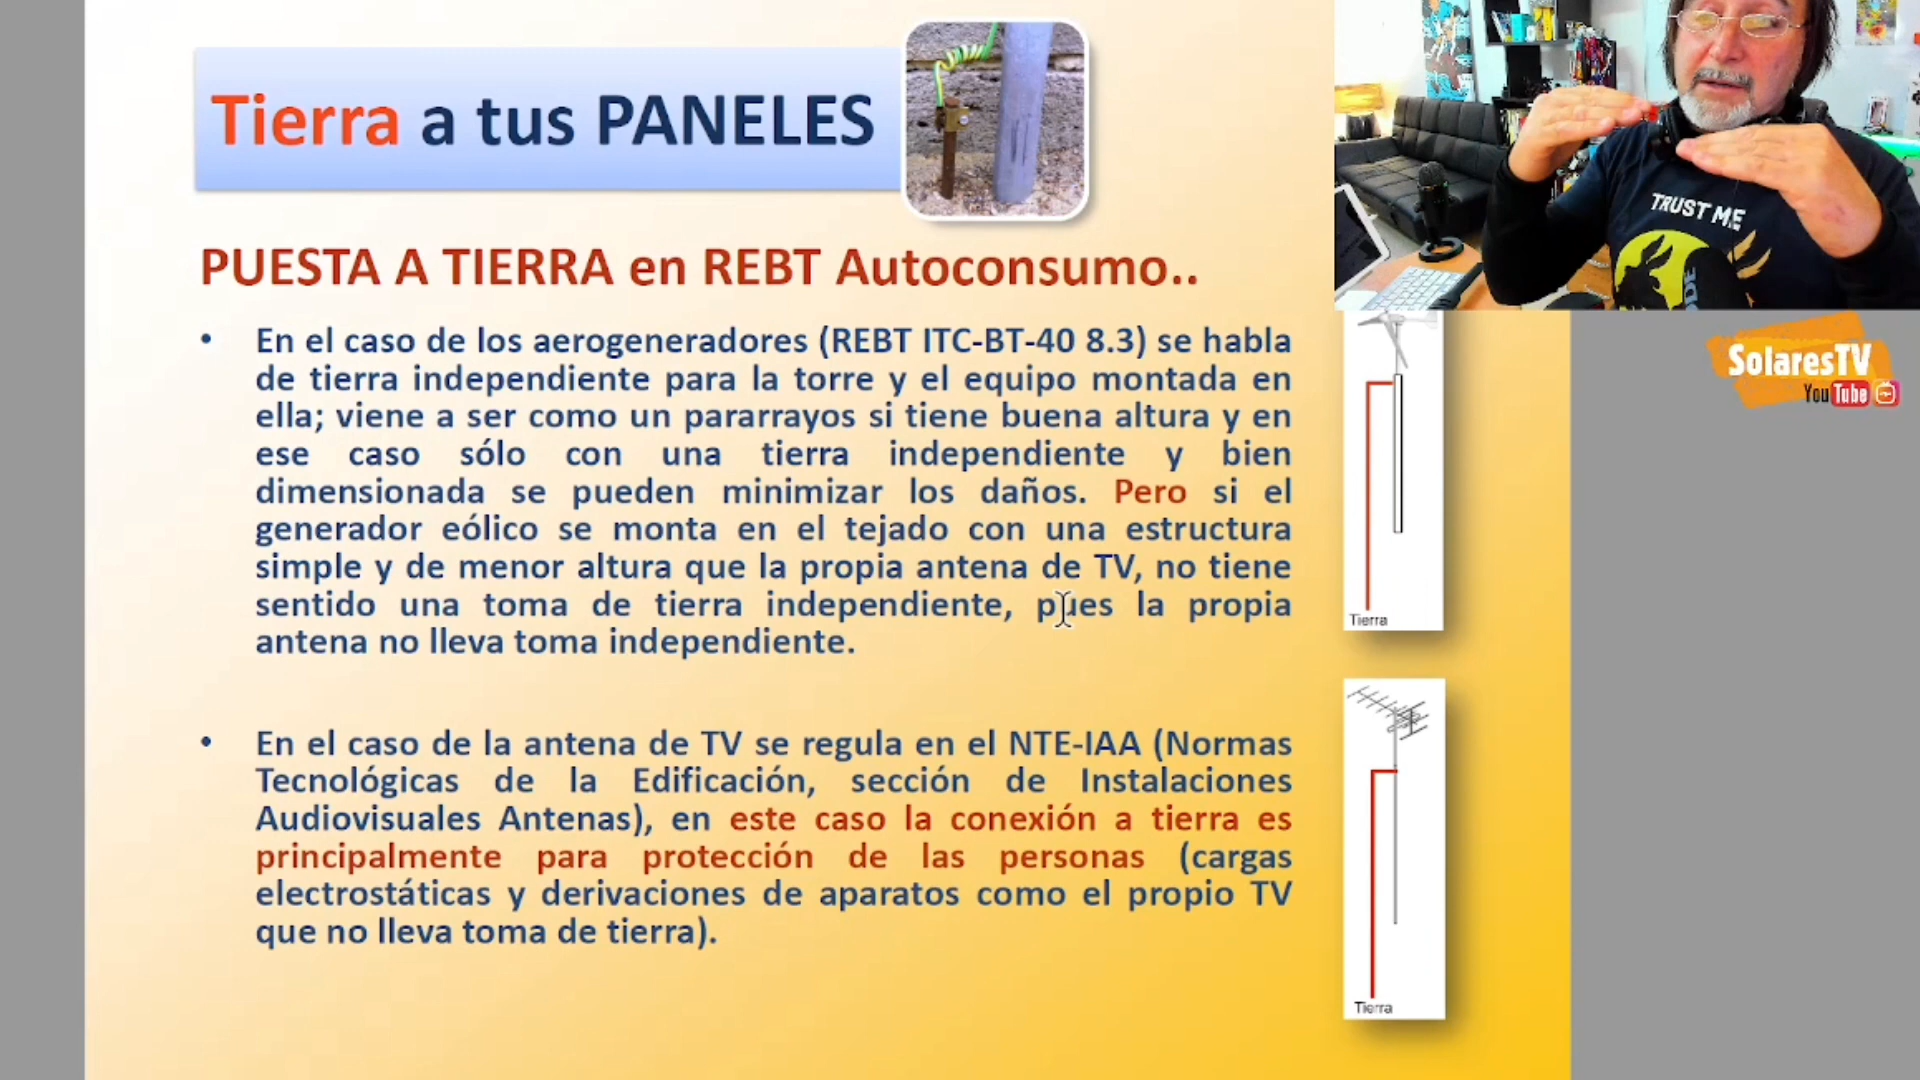 Tierra a tus PANELES
TRUST ME
PUESTA A TIERRA en REBT Autoconsumo..
• En el caso de los aerogeneradores (REBT ITC-BT-40 8.3) se habla
de tierra independiente para la torre y el equipo montada en
ella; viene a ser como un pararrayos si tiene buena altura y en
ese caso sólo con una tierra independiente y bien
dimensionada se pueden minimizar los daños. Pero si el
generador eólico se monta en el tejado con una estructura
simple y de menor altura que la propia antena de TV, no tiene
sentido una toma de tierra independiente, pues la propia
antena no lleva toma independiente.
Tierra
SolaresTV
YouTube
• En el caso de la antena de TV se regula en el NTE-IAA (Normas
Tecnológicas de la Edificación, sección de Instalaciones
Audiovisuales Antenas), en este caso la conexión a tierra es
principalmente para protección de las personas (cargas
electrostáticas y derivaciones de aparatos como el propio TV
que no lleva toma de tierra).
Tierra